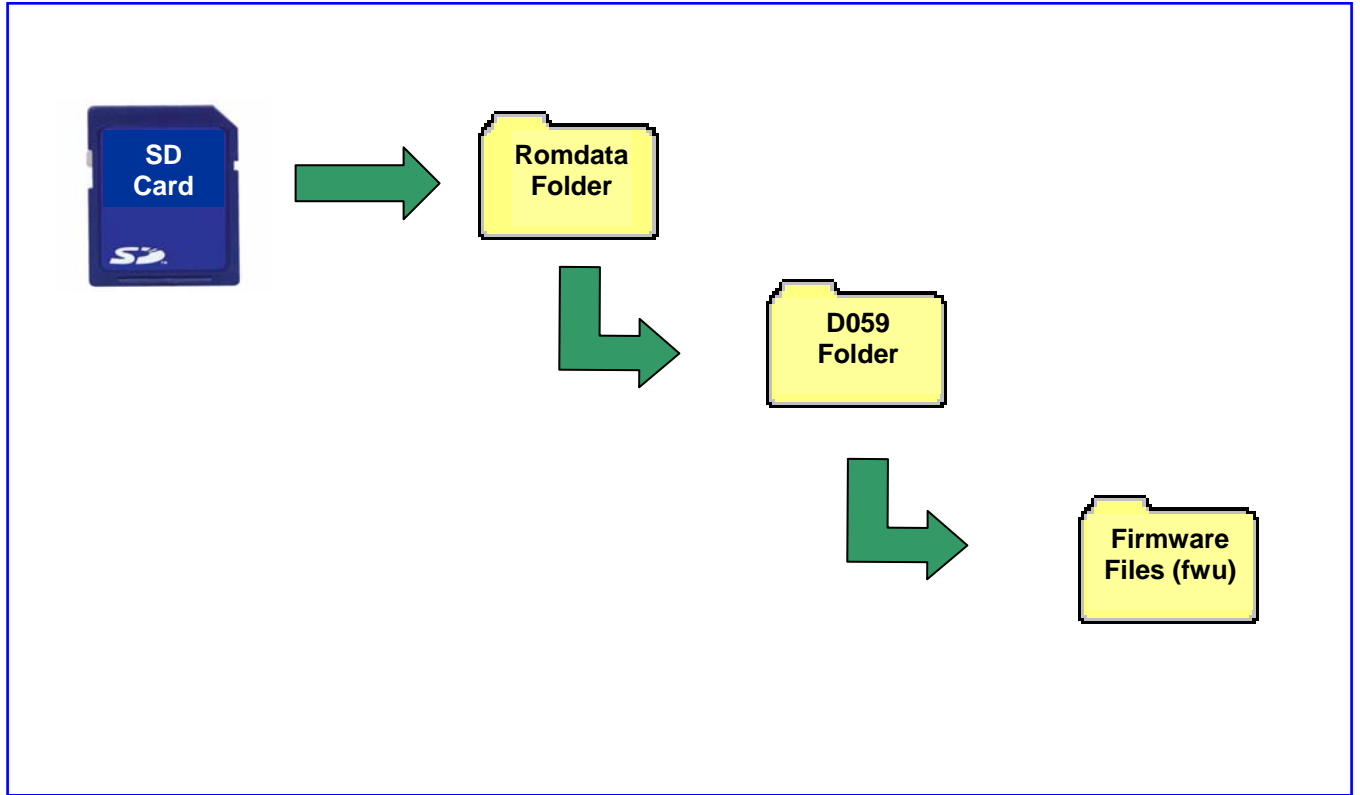 SD
Card
SD
Romdata
Folder
D059
Folder
Firmware
Files (fwu)